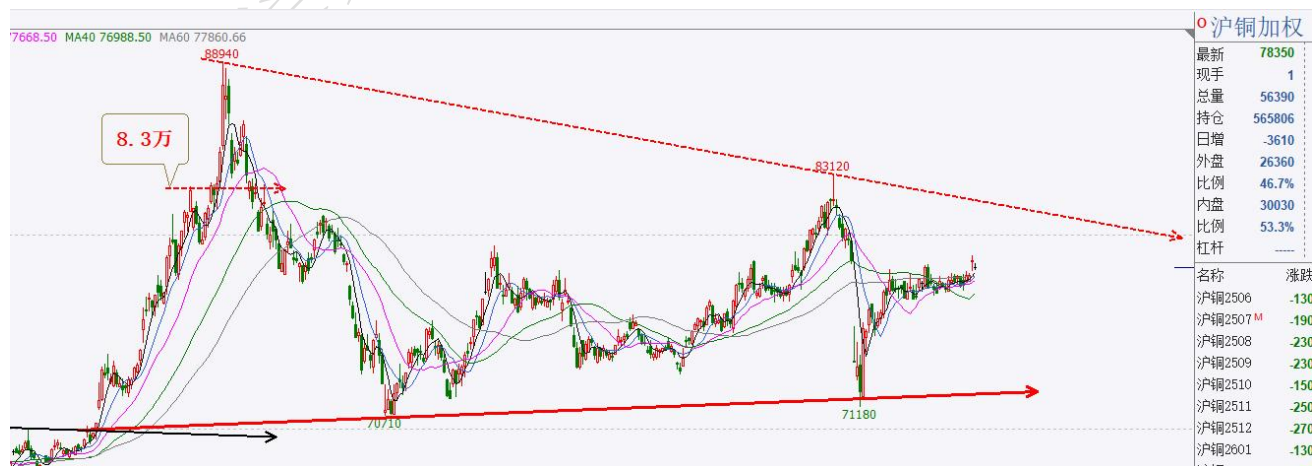 7668.50 MA40 76988.50 MA60 77860.66
88940
8.3万
83120
70710
71180
沪铜加权
最新 78350
现手 1
总量 56390
持仓 565806
日增 -3610
外盘 26360
比例 46.7%
内盘 30030
比例 53.3%
杠杆 -----
名称 涨跌
沪铜2506 -130
沪铜2507 M -190
沪铜2508 -230
沪铜2509 -230
沪铜2510 -150
沪铜2511 -250
沪铜2512 -270
沪铜2601 -130